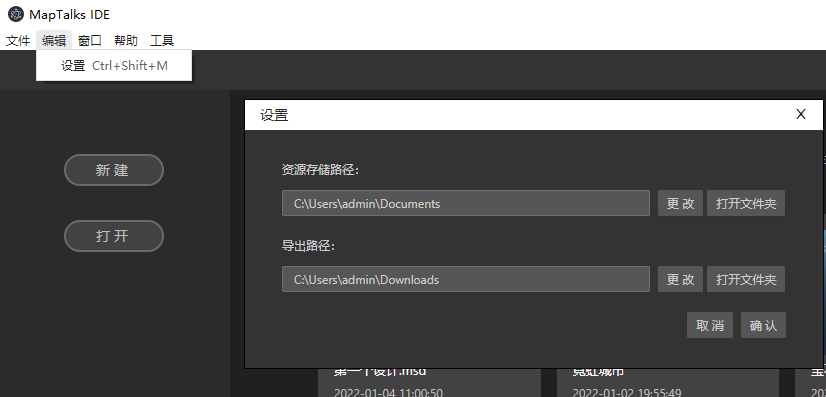 MapTalks IDE
文件 编辑 窗口 帮助 工具
设置 Ctrl+Shift+M
设置 X
新建
打开
资源存储路径:
C:\Users\admin\Documents 更改 打开文件夹
导出路径:
C:\Users\admin\Downloads 更改 打开文件夹
取消 确认
第一个设计.msd 霓虹城市
2022-01-04 11:00:50 2022-01-02 19:55:49 202